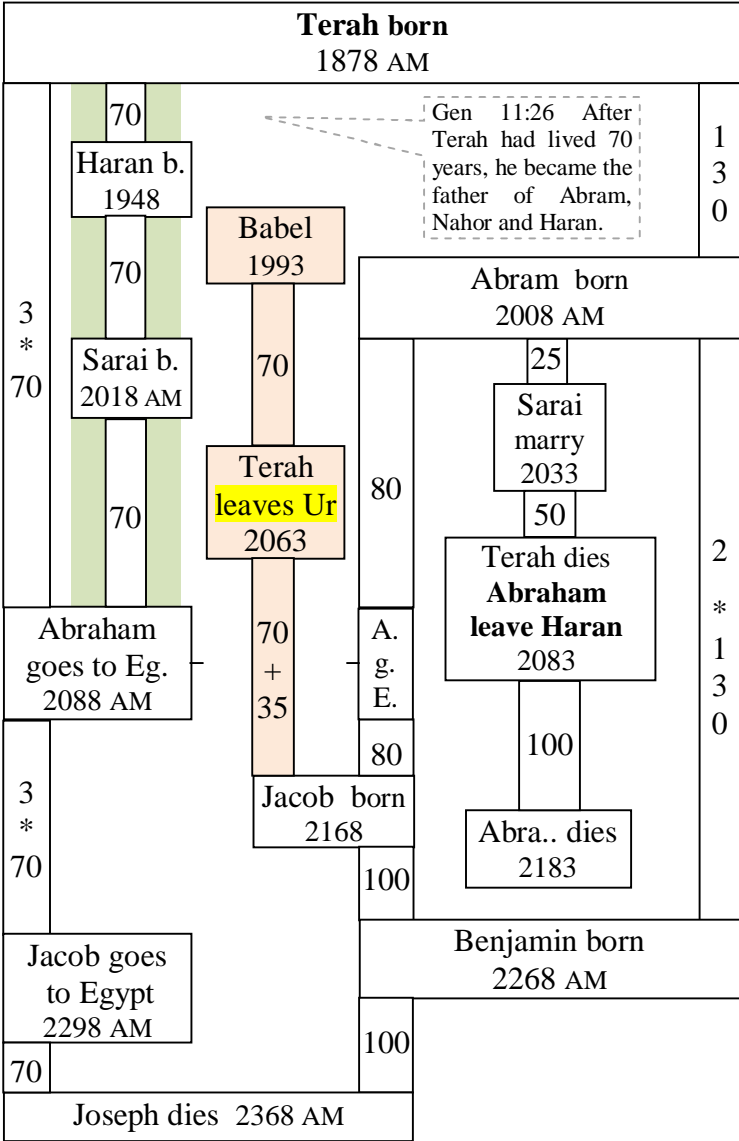 Terah born
1878 AM
70
Gen 11:26 After
Terah had lived 70
years, he became the
father of Abram,
Nahor and Haran.
1
3
0
Haran b.
1948
Babel
1993
70
Abram born
2008 AM
3
*
70
Sarai b.
2018 AM
70
25
Sarai
marry
2033
80
Terah
leaves Ur
2063
70
50
Terah dies
Abraham
leave Haran
2083
2
*
1
3
0
Abraham
goes to Eg.
2088 AM
70
+
35
A.
g.
E.
100
80
Jacob born
2168
3
*
70
Abra.. dies
2183
100
Benjamin born
2268 AM
Jacob goes
to Egypt
2298 AM
100
70
Joseph dies 2368 AM